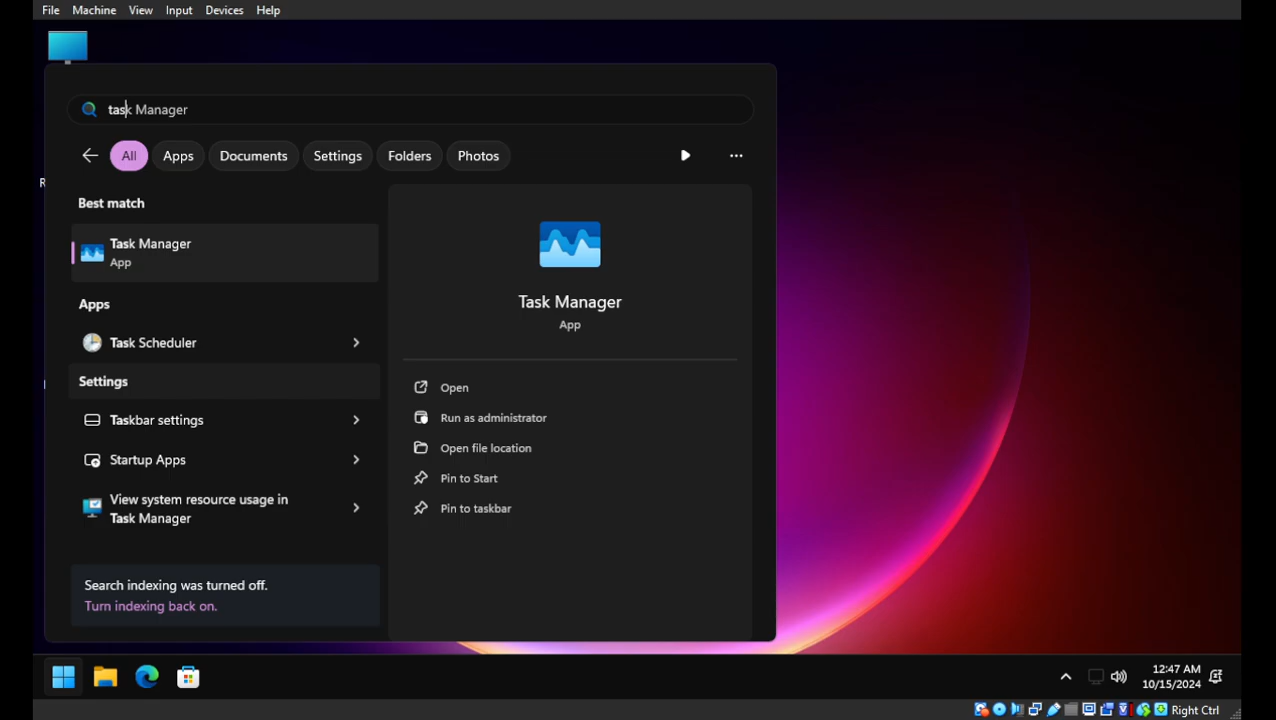 File Machine View Input Devices Help
task Manager
All Apps Documents Settings Folders Photos
Best match
Task Manager
App
Apps
Task Scheduler
Settings
Taskbar settings
Startup Apps
View system resource usage in
Task Manager
Search indexing was turned off.
Turn indexing back on.
Task Manager
App
Open
Run as administrator
Open file location
Pin to Start
Pin to taskbar
12:47 AM
10/15/2024
Right Ctrl